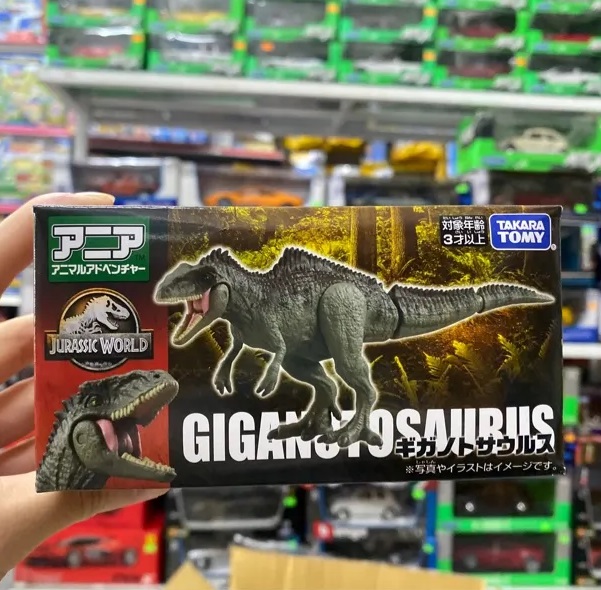 アニア
アニマルアドベンチャー
対象年齢
3才以上
TAKARA
TOMY
JURASSIC WORLD
GIGANOTOSAURUS
ギガノトサウルス
※写真やイラストはイメージです。